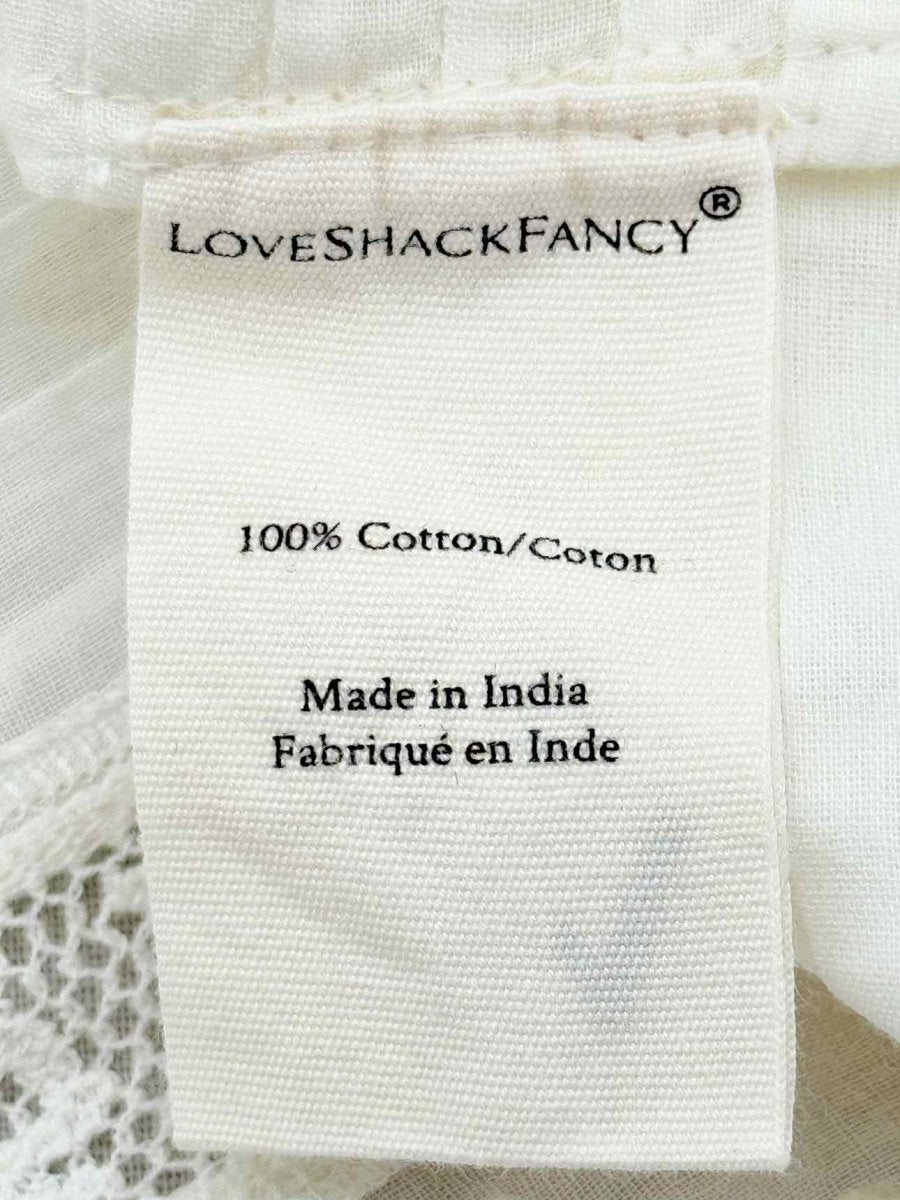 LOVESHACKFANCY®
100% Cotton/Coton
Made in India
Fabriqué en Inde